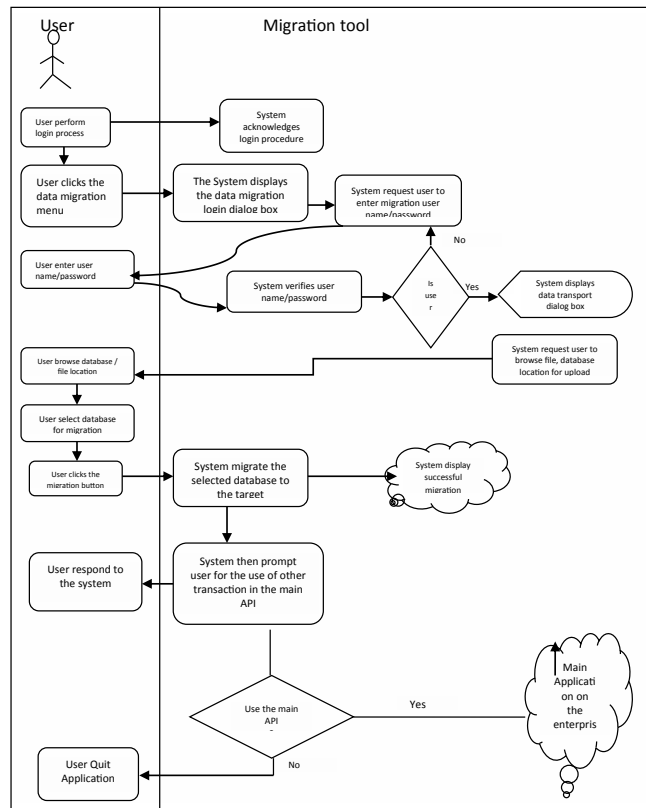 User
Migration tool
User perform
login process
System
acknowledges
login procedure
User clicks the
data migration
menu
The System displays
the data migration
login dialog box
System request user to
enter migration user
name/password
No
User enter user
name/password
System verifies user
name/password
Is
use
r
Yes
System displays
data transport
dialog box
User browse database /
file location
System request user to
browse file, database
location for upload
User select database
for migration
User clicks the
migration button
System migrate the
selected database to
the target
System display
successful
migration
User respond to
the system
System then prompt
user for the use of other
transaction in the main
API
Use the main
API
Yes
Main
Applicati
on on
the
enterpris
No
User Quit
Application